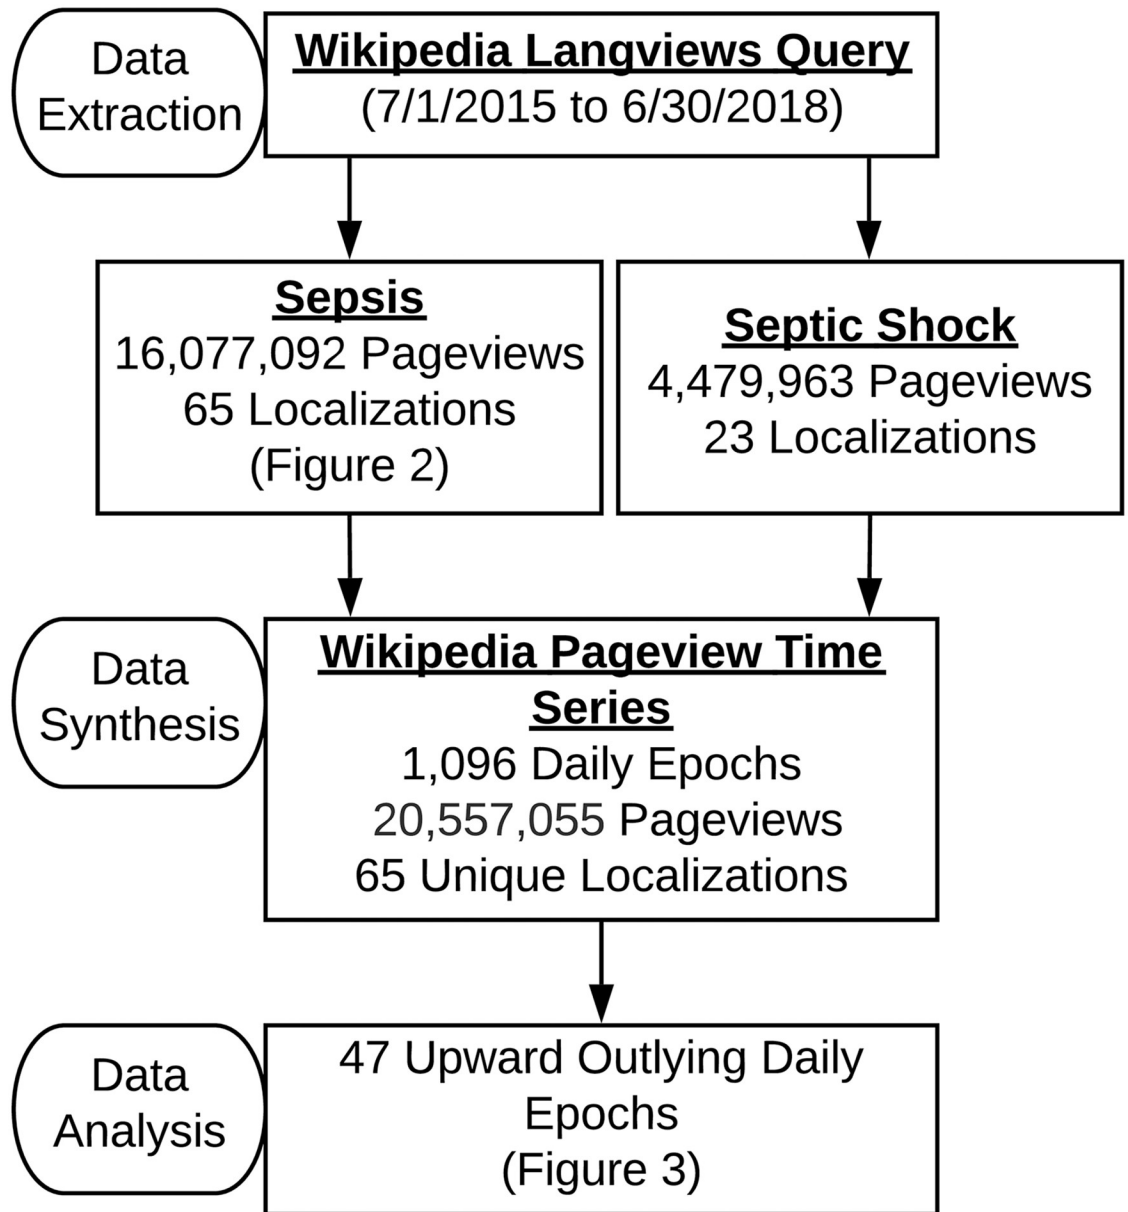 Data
Extraction
Wikipedia Langviews Query
(7/1/2015 to 6/30/2018)
Sepsis
16,077,092 Pageviews
65 Localizations
(Figure 2)
Septic Shock
4,479,963 Pageviews
23 Localizations
Data
Synthesis
Wikipedia Pageview Time
Series
1,096 Daily Epochs
20,557,055 Pageviews
65 Unique Localizations
Data
Analysis
47 Upward Outlying Daily
Epochs
(Figure 3)